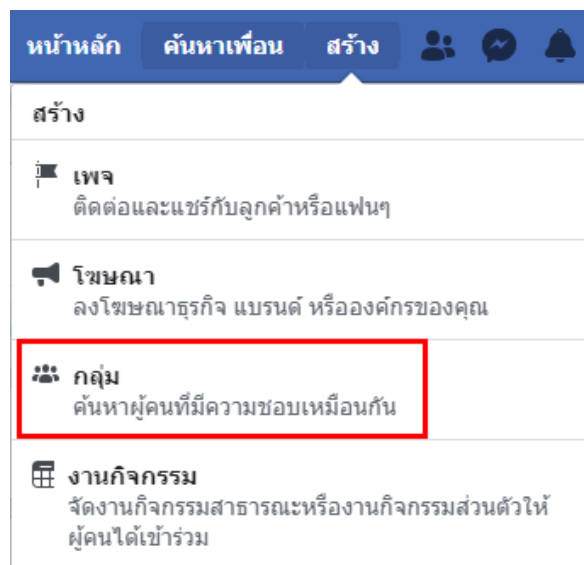 หน้าหลัก ค้นหาเพื่อน สร้าง
สร้าง
เพจ
ติดต่อและแชร์กับลูกค้าหรือแฟนๆ
โฆษณา
ลงโฆษณาธุรกิจ แบรนด์ หรือองค์กรของคุณ
กลุ่ม
ค้นหาผู้คนที่มีความชอบเหมือนกัน
งานกิจกรรม
จัดงานกิจกรรมสาธารณะหรืองานกิจกรรมส่วนตัวให้
ผู้คนได้เข้าร่วม